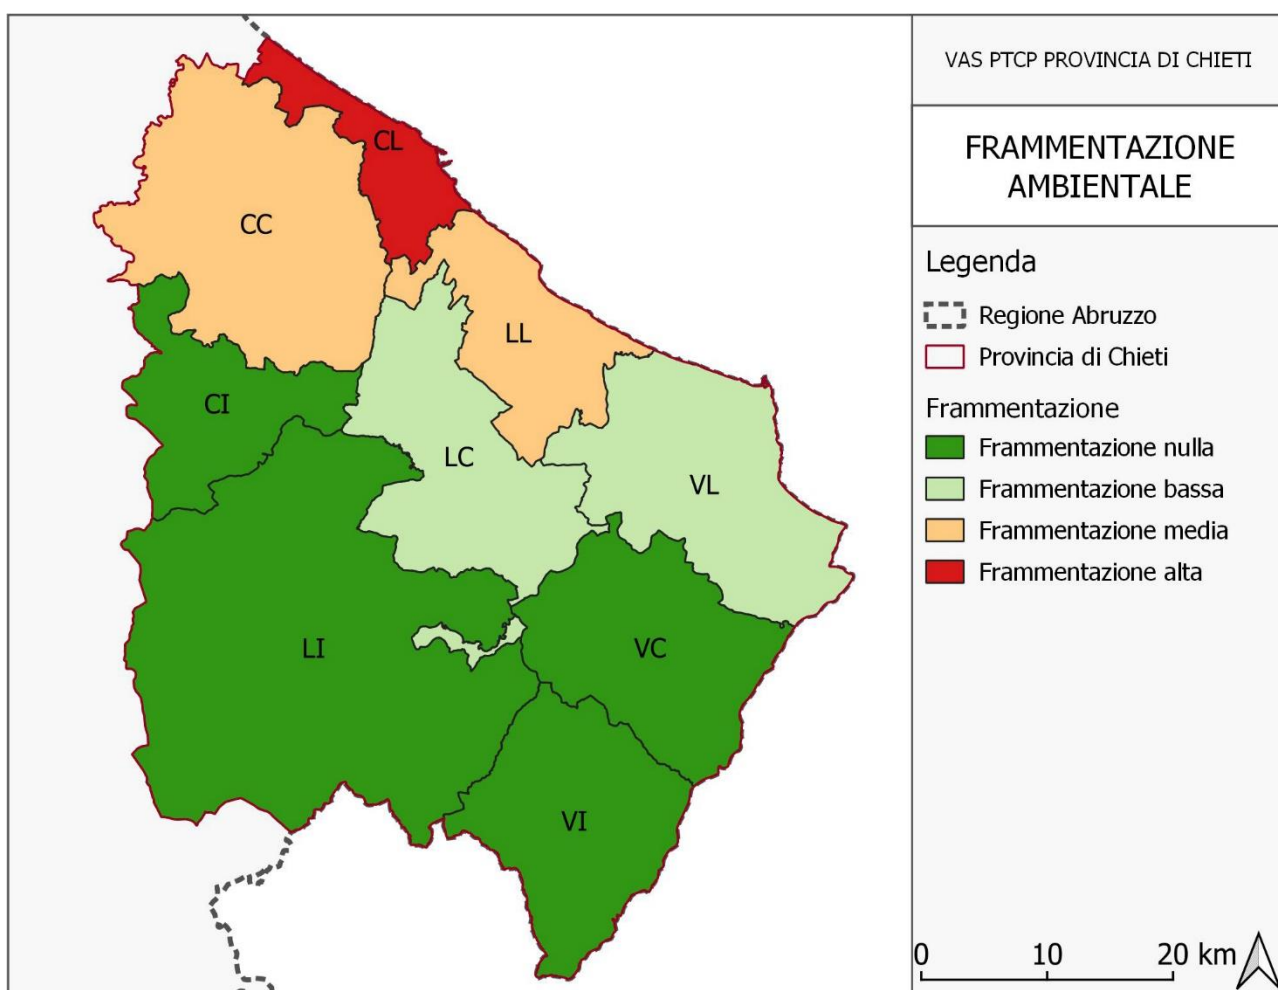 VAS PTCP PROVINCIA DI CHIETI
FRAMMENTAZIONE
AMBIENTALE
Legenda
Regione Abruzzo
Provincia di Chieti
Frammentazione
Frammentazione nulla
Frammentazione bassa
Frammentazione media
Frammentazione alta
0 10 20 km
CL
CC
LL
CI
LC
VL
LI
VC
VI